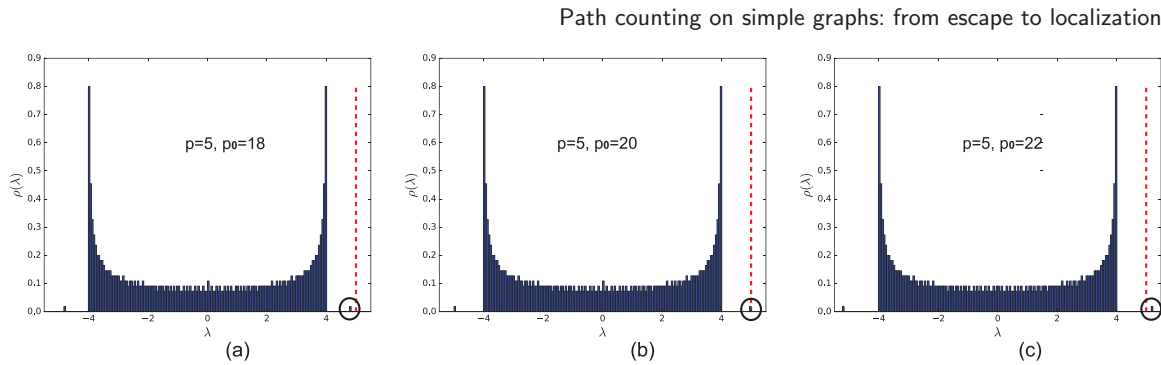 Path counting on simple graphs: from escape to localization
0.9
0.8
0.7
0.6
0.5
0.4
0.3
0.2
0.1
0.0
ρ(λ)
p=5, p₀=18
−4 −2 0 2 4
λ
(a)
0.9
0.8
0.7
0.6
0.5
0.4
0.3
0.2
0.1
0.0
ρ(λ)
p=5, p₀=20
−4 −2 0 2 4
λ
(b)
0.9
0.8
0.7
0.6
0.5
0.4
0.3
0.2
0.1
0.0
ρ(λ)
p=5, p₀=22
−4 −2 0 2 4
λ
(c)